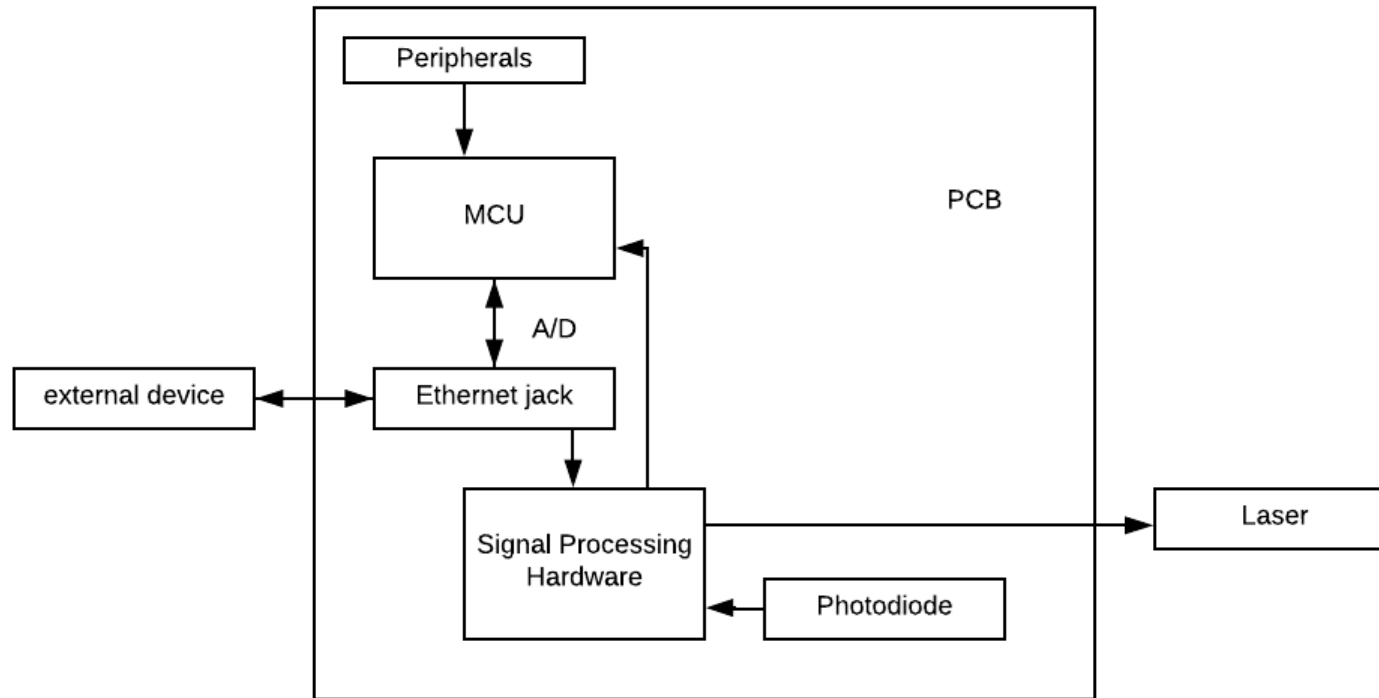 Peripherals
MCU
PCB
A/D
external device
Ethernet jack
Signal Processing
Hardware
Laser
Photodiode